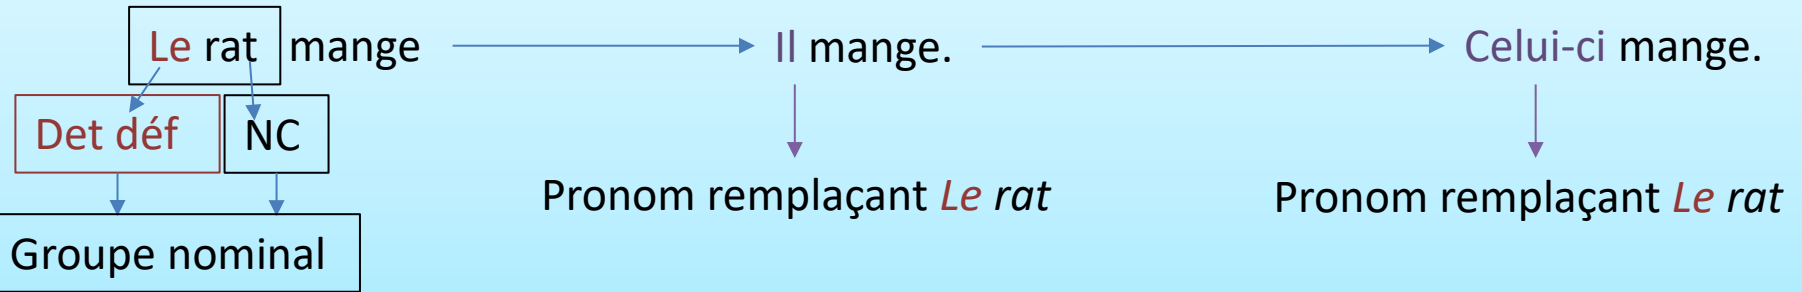 Le rat mange Il mange. Celui-ci mange.
Det déf NC
Pronom remplaçant Le rat Pronom remplaçant Le rat
Groupe nominal